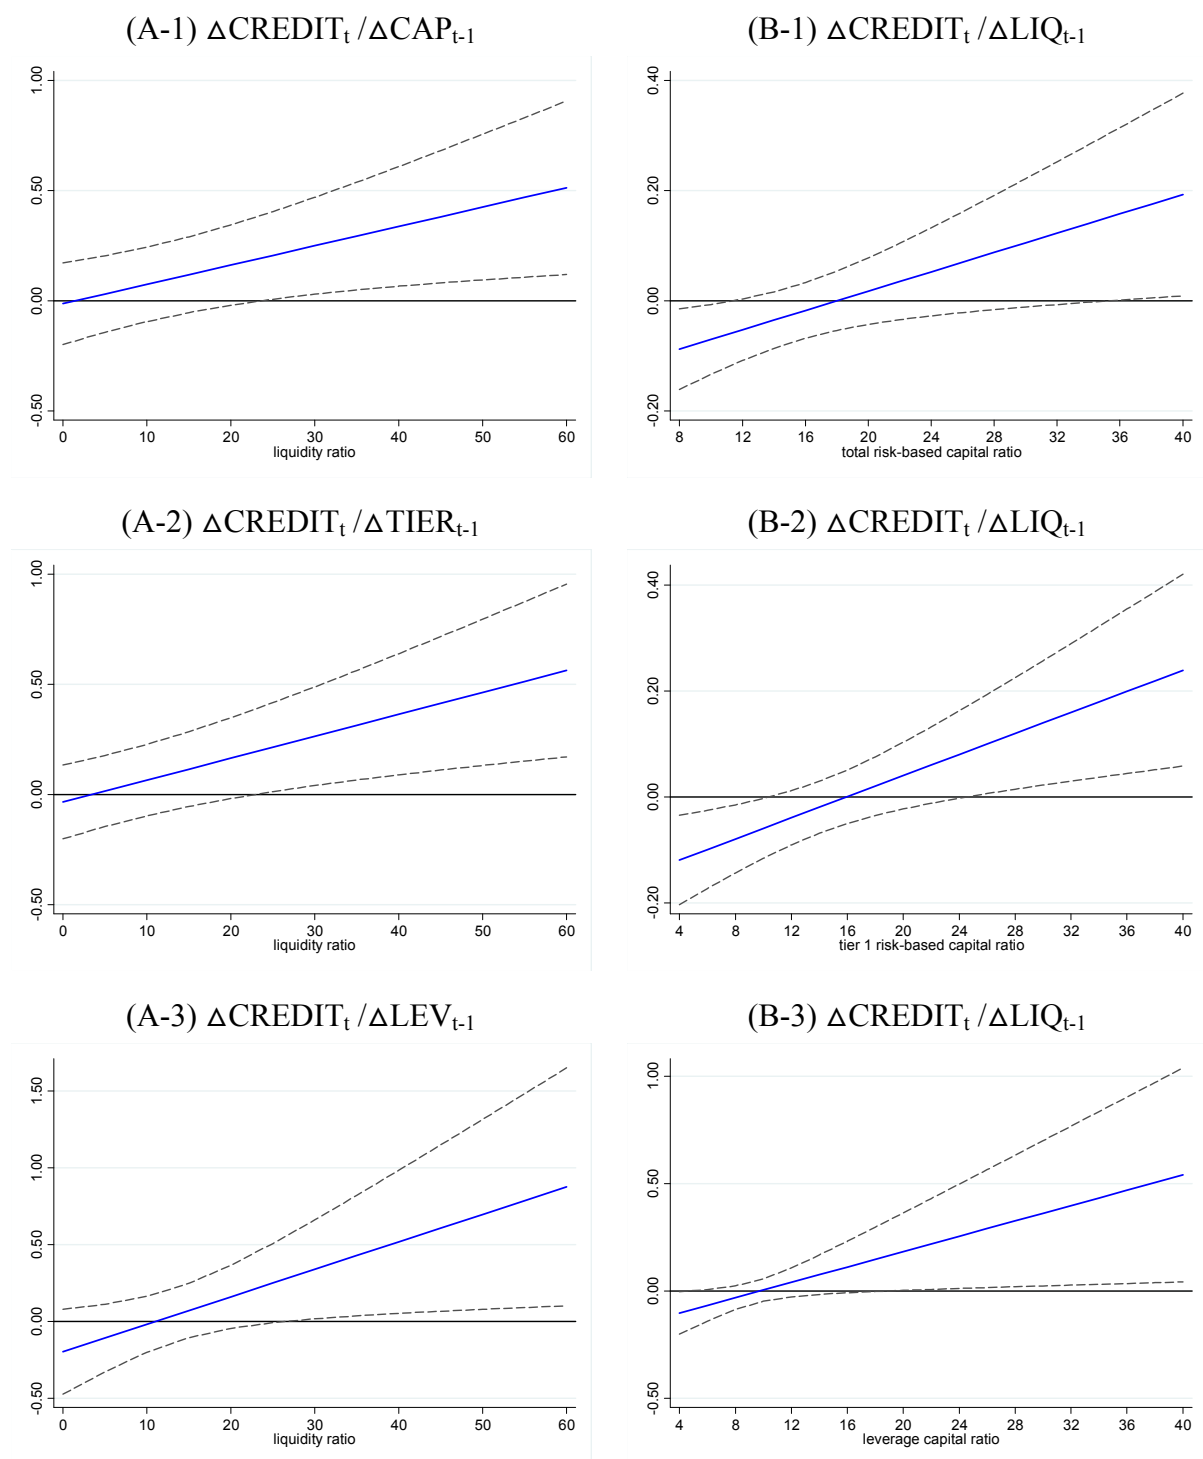 (A-1) △CREDITt /△CAPt-1
1.00
0.50
0.00
-0.50
0 10 20 30 40 50 60
liquidity ratio
(B-1) △CREDITt /△LIQt-1
0.40
0.20
0.00
-0.20
8 12 16 20 24 28 32 36 40
total risk-based capital ratio
(A-2) △CREDITt /△TIERt-1
1.00
0.50
0.00
-0.50
0 10 20 30 40 50 60
liquidity ratio
(B-2) △CREDITt /△LIQt-1
0.40
0.20
0.00
-0.20
4 8 12 16 20 24 28 32 36 40
tier 1 risk-based capital ratio
(A-3) △CREDITt /△LEVt-1
1.50
1.00
0.50
0.00
-0.50
0 10 20 30 40 50 60
liquidity ratio
(B-3) △CREDITt /△LIQt-1
1.00
0.50
0.00
-0.50
4 8 12 16 20 24 28 32 36 40
leverage capital ratio